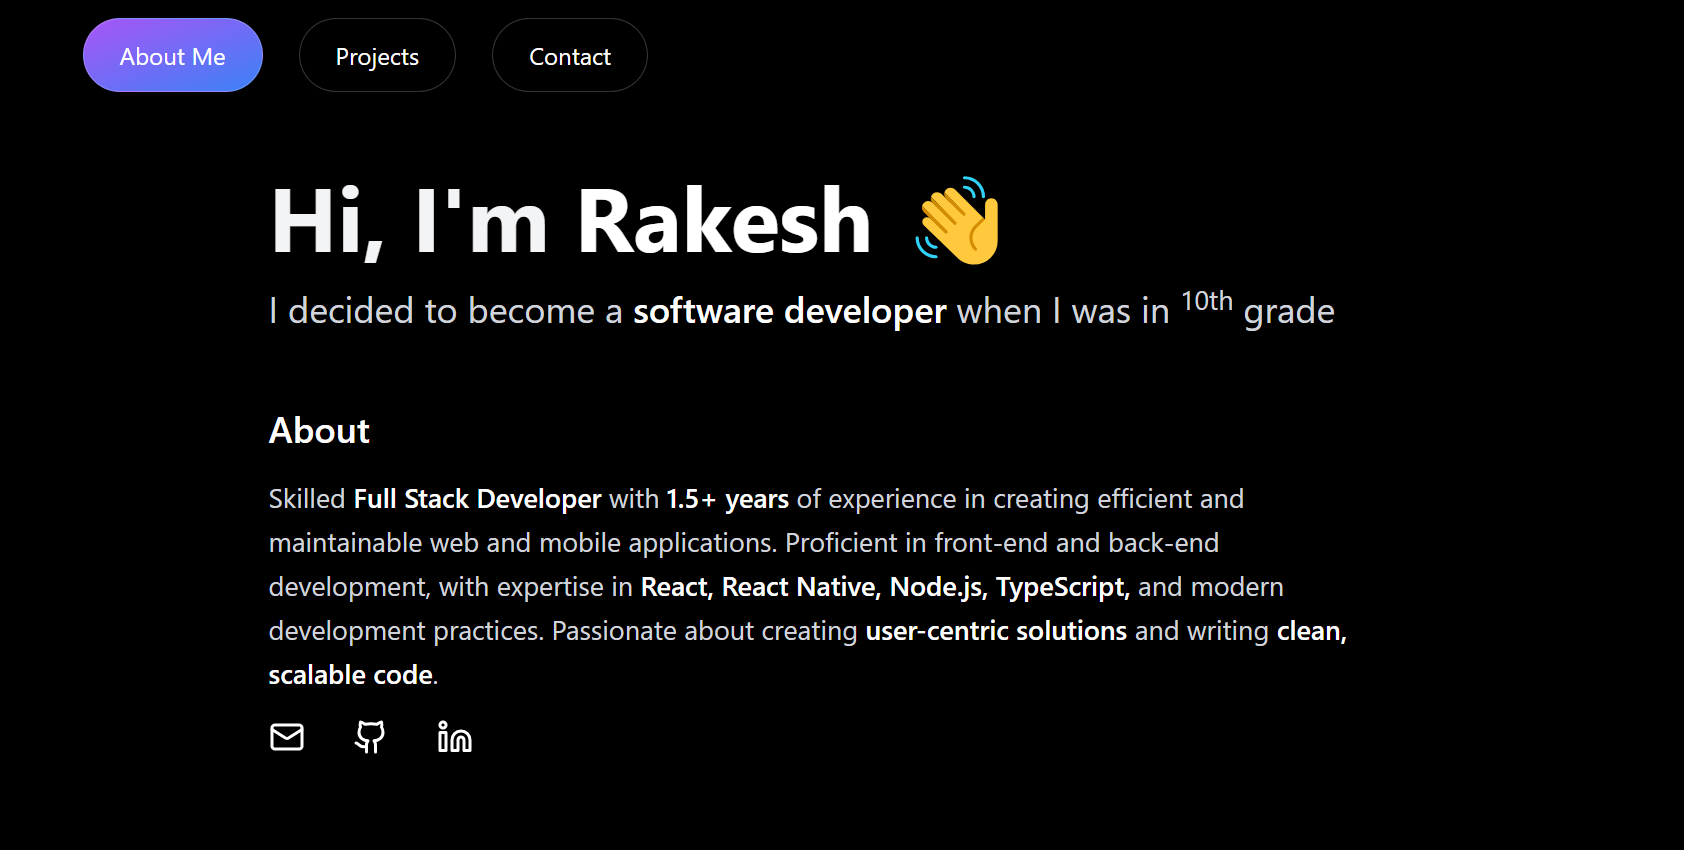 About Me
Projects
Contact
Hi, I'm Rakesh 👋
I decided to become a software developer when I was in 10th grade
About
Skilled Full Stack Developer with 1.5+ years of experience in creating efficient and
maintainable web and mobile applications. Proficient in front-end and back-end
development, with expertise in React, React Native, Node.js, TypeScript, and modern
development practices. Passionate about creating user-centric solutions and writing clean,
scalable code.